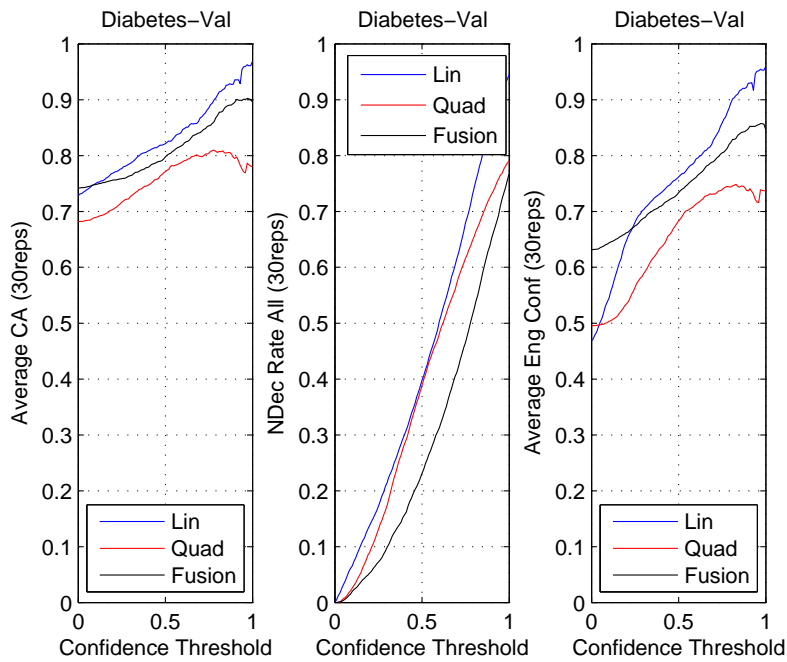 Diabetes−Val
1
0.9
0.8
0.7
0.6
0.5
0.4
0.3
0.2
0.1
0
Average CA (30reps)
Lin
Quad
Fusion
0 0.5 1
Confidence Threshold
Diabetes−Val
1
0.9
0.8
0.7
0.6
0.5
0.4
0.3
0.2
0.1
0
NDec Rate All (30reps)
Lin
Quad
Fusion
0 0.5 1
Confidence Threshold
Diabetes−Val
1
0.9
0.8
0.7
0.6
0.5
0.4
0.3
0.2
0.1
0
Average Eng Conf (30reps)
Lin
Quad
Fusion
0 0.5 1
Confidence Threshold